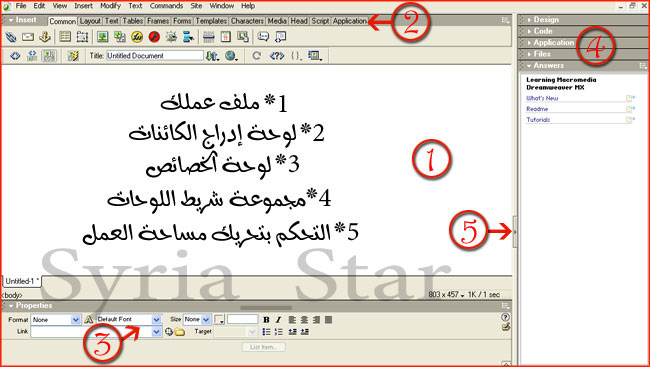 File Edit View Insert Modify Text Commands Site Window Help
Insert Common Layout Text Tables Frames Forms Templates Characters Media Head Script Application
2
Title: Untitled Document
1* ملف عملك
2* لوحة إدراج الكائنات
3* لوحة الخصائص
4* مجموعة شريط اللوحات
5* التحكم بتحريك مساحة العمل
1
Syria_Star
Untitled-1 *
<body>
803 x 457 1K / 1 sec
Properties
Format None A Default Font Size None B I
Link Target
3
List Item...
Design
Code
Application
Files
4
Answers
Learning Macromedia
Dreamweaver MX
What's New
Readme
Tutorials
5